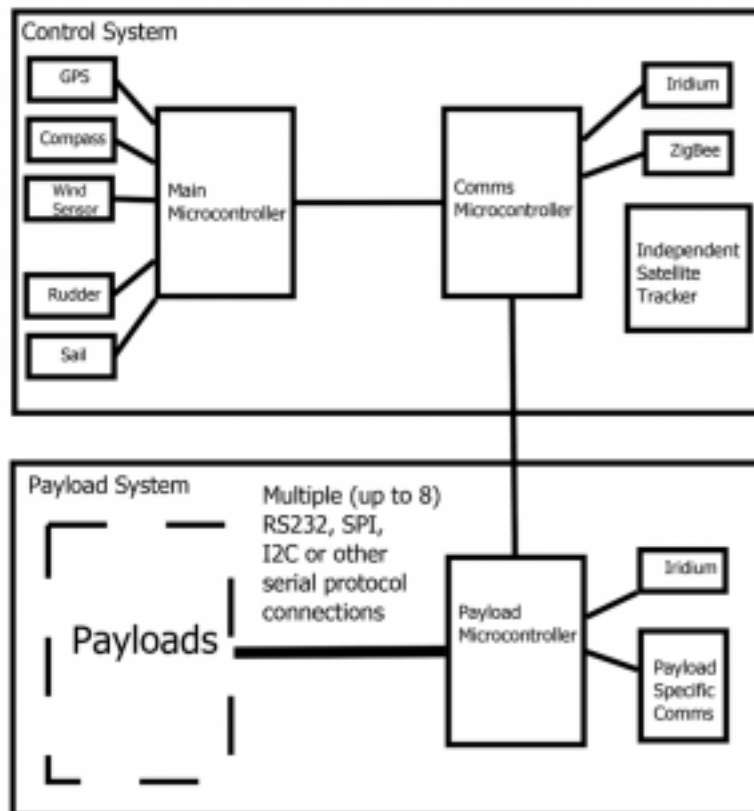 Control System
GPS
Compass
Wind
Sensor
Rudder
Sail
Main
Microcontroller
Comms
Microcontroller
Iridium
ZigBee
Independent
Satellite
Tracker
Payload System
Multiple (up to 8)
RS232, SPI,
I2C or other
serial protocol
connections
Payloads
Payload
Microcontroller
Iridium
Payload
Specific
Comms